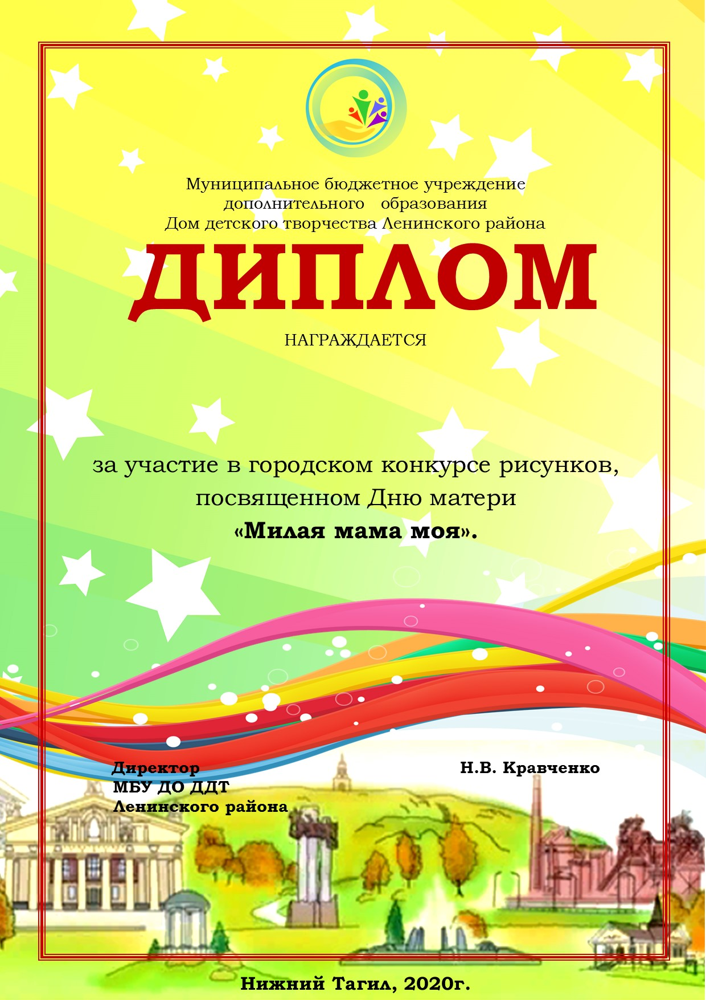 Муниципальное бюджетное учреждение
дополнительного образования
Дом детского творчества Ленинского района
ДИПЛОМ
НАГРАЖДАЕТСЯ
за участие в городском конкурсе рисунков,
посвященном Дню матери
«Милая мама моя».
Директор
МБУ ДО ДДТ
Ленинского района
Н.В. Кравченко
Нижний Тагил, 2020г.